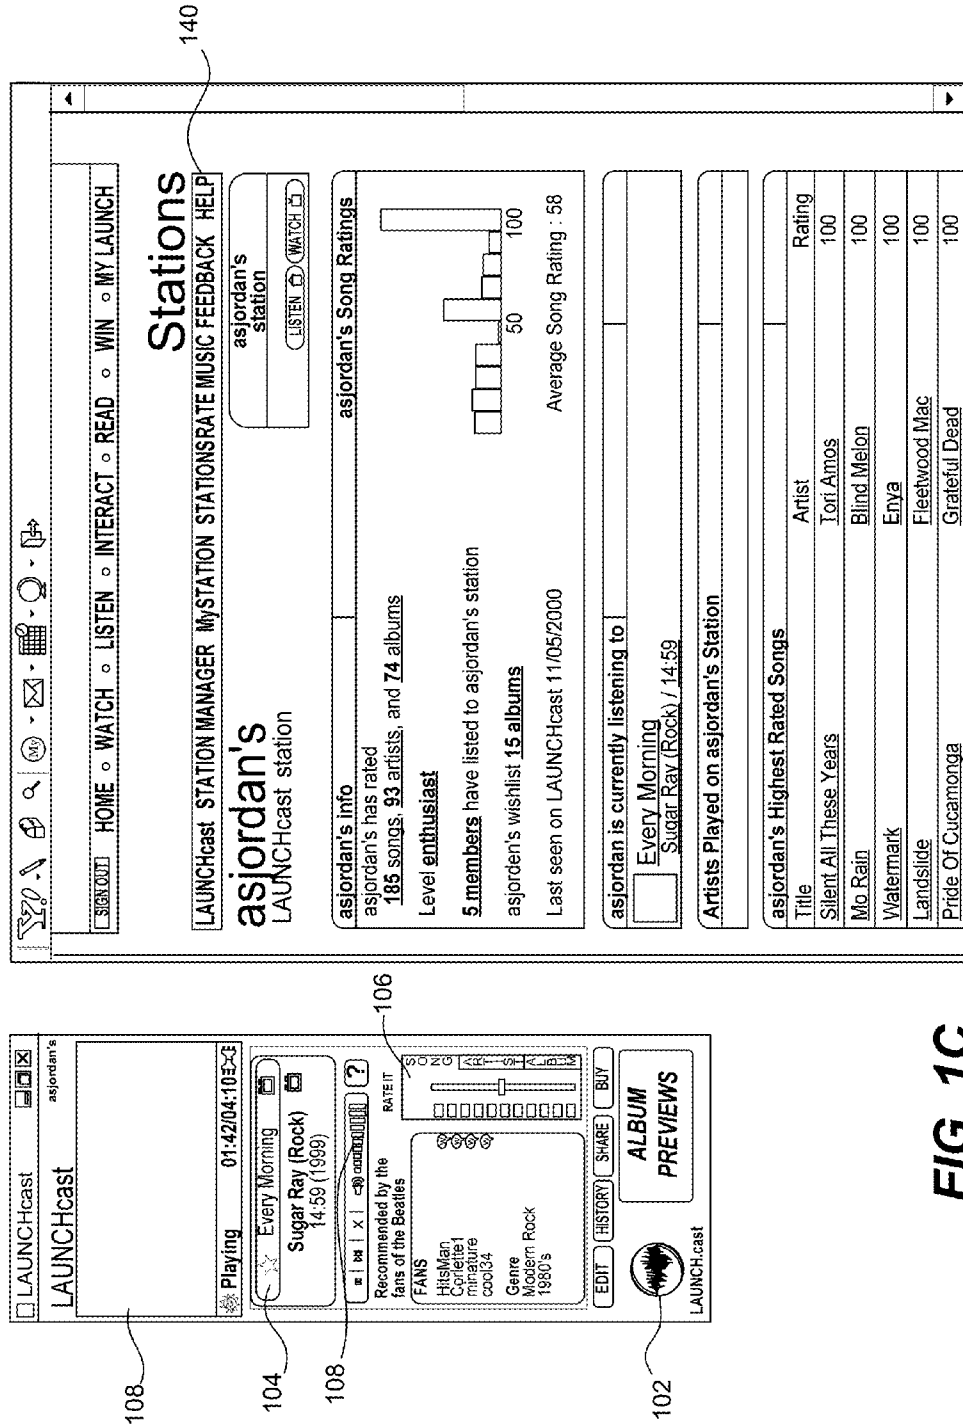 LAUNCHcast
LAUNCHcast
asjordan's
108
Playing 01:42/04:10
104
Every Morning
Sugar Ray (Rock)
14:59 (1999)
108
X
?
Recommended by the
fans of the Beatles
RATE IT
106
SONG
ARTIST
ALBUM
FANS
HitsMan
Corlette1
minature
cool34
Genre
Modem Rock
1980's
EDIT HISTORY SHARE BUY
102
LAUNCH.cast
ALBUM
PREVIEWS
Y! My
SIGN OUT HOME WATCH LISTEN INTERACT READ WIN MY LAUNCH
Stations
140
LAUNCHcast STATION MANAGER MySTATION STATIONSRATE MUSIC FEEDBACK HELP
asjordan's
LAUNCHcast station
asjordan's
station
LISTEN WATCH
asjordan's info
asjordan's has rated
185 songs, 93 artists, and 74 albums
Level enthusiast
5 members have listed to asjordan's station
asjorden's wishlist 15 albums
Last seen on LAUNCHcast 11/05/2000
asjordan's Song Ratings
50 100
Average Song Rating : 58
asjordan is currently listening to
Every Morning
Sugar Ray (Rock) / 14:59
Artists Played on asjordan's Station
asjordan's Highest Rated Songs
Title Artist Rating
Silent All These Years Tori Amos 100
Mo Rain Blind Melon 100
Watermark Enya 100
Landslide Fleetwood Mac 100
Pride Of Cucamonga Grateful Dead 100
FIG. 1C